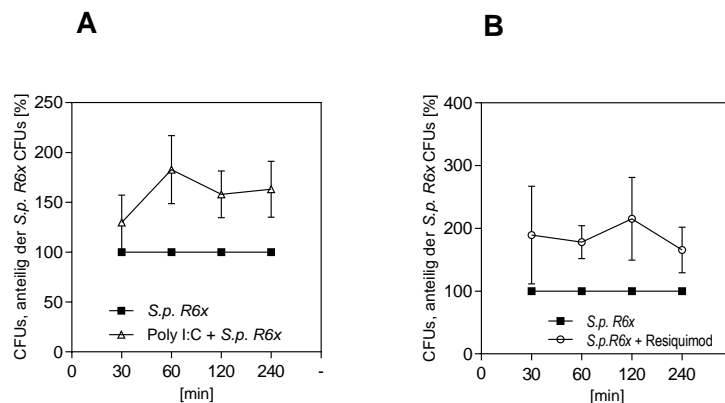 A
CFUs, anteilig der S.p. R6x CFUs [%]
250
200
150
100
50
0
S.p. R6x
Poly I:C + S.p. R6x
0 30 60 120 240 -
[min]
B
CFUs, anteilig der S.p. R6x CFUs [%]
400
300
200
100
0
S.p. R6x
S.p.R6x + Resiquimod
0 30 60 120 240
[min]